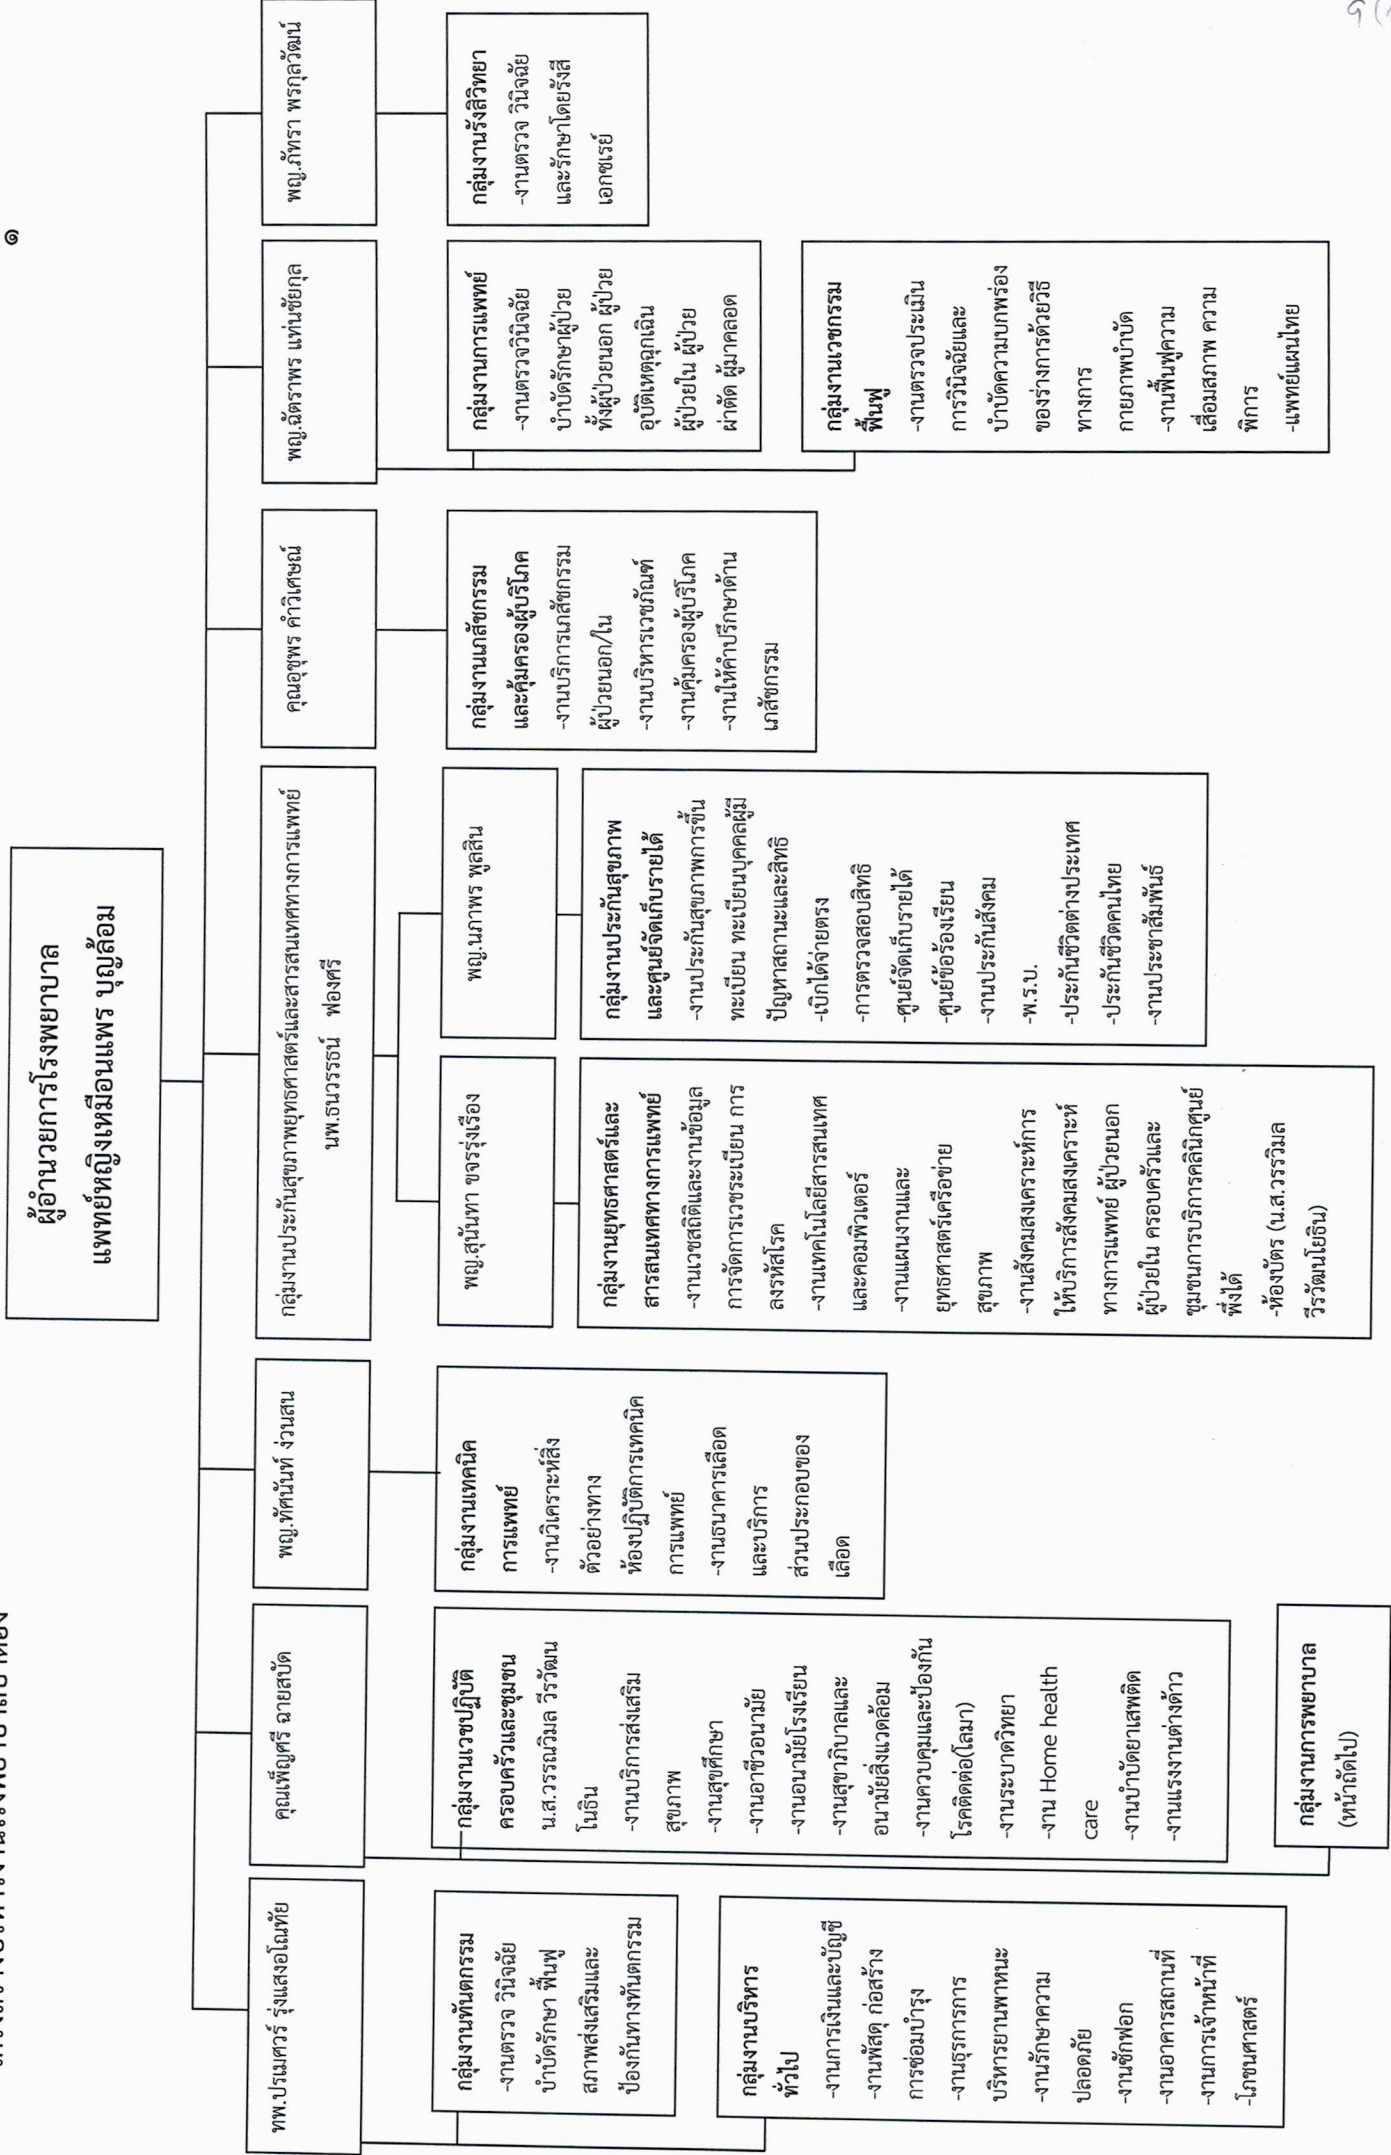 ๑
ผู้อำนวยการโรงพยาบาล
แพทย์หญิงเหมือนแพร บุญล้อม
ทพ.ปรเมศวร์ รุ่งแสงอโณทัย
กลุ่มงานทันตกรรม
-งานตรวจ วินิจฉัย
บำบัดรักษา ฟื้นฟู
สภาพส่งเสริมและ
ป้องกันทางทันตกรรม
กลุ่มงานบริหาร
ทั่วไป
-งานการเงินและบัญชี
-งานพัสดุ ก่อสร้าง
การซ่อมบำรุง
-งานธุรการการ
บริหารยานพาหนะ
-งานรักษาความ
ปลอดภัย
-งานซักฟอก
-งานอาคารสถานที่
-งานการเจ้าหน้าที่
-โภขนศาสตร์
คุณเพ็ญศรี ฉายสบัด
กลุ่มงานเวชปฏิบัติ
ครอบครัวและชุมชน
น.ส.วรรณวิมล วีรวัฒน
โนธิน
-งานบริการส่งเสริม
สุขภาพ
-งานสุขศึกษา
-งานอาชีวอนามัย
-งานอนามัยโรงเรียน
-งานสุขาภิบาลและ
อนามัยสิ่งแวดล้อม
-งานควบคุมและป้องกัน
โรคติดต่อ(โลมา)
-งานระบาดวิทยา
-งาน Home health
care
-งานบำบัดยาเสพติด
-งานแรงงานต่างด้าว
กลุ่มงานการพยาบาล
(หน้าถัดไป)
พญ.ทัศนันท์ ง่วนสน
กลุ่มงานเทคนิค
การแพทย์
-งานวิเคราะห์สิ่ง
ตัวอย่างทาง
ห้องปฏิบัติการเทคนิค
การแพทย์
-งานธนาคารเลือด
และบริการ
ส่วนประกอบของ
เลือด
กลุ่มงานประกันสุขภาพยุทธศาสตร์และสารสนเทศทางการแพทย์
นพ.ธนวรรธน์ ฟองศรี
พญ.สุนันทา ขจรรุ่งเรือง
กลุ่มงานยุทธศาสตร์และ
สารสนเทศทางการแพทย์
-งานเวชสถิติและงานข้อมูล
การจัดการเวชระเบียน การ
ลงรหัสโรค
-งานเทคโนโลยีสารสนเทศ
และคอมพิวเตอร์
-งานแผนงานและ
ยุทธศาสตร์เครือข่าย
สุขภาพ
-งานสังคมสงเคราะห์การ
ให้บริการสังคมสงเคราะห์
ทางการแพทย์ ผู้ป่วยนอก
ผู้ป่วยใน ครอบครัวและ
ชุมชนการบริการคลินิกศูนย์
พึ่งได้
-ห้องบัตร (น.ส.วรรวิมล
วีรวัฒนโยธิน)
พญ.นภาพร พูลสิน
กลุ่มงานประกันสุขภาพ
และศูนย์จัดเก็บรายได้
-งานประกันสุขภาพการขึ้น
ทะเบียน ทะเบียนบุคคลผู้มี
ปัญหาสถานะและสิทธิ
-เบิกได้จ่ายตรง
-การตรวจสอบสิทธิ
-ศูนย์จัดเก็บรายได้
-ศูนย์ข้อร้องเรียน
-งานประกันสังคม
-พ.ร.บ.
-ประกันชีวิตต่างประเทศ
-ประกันชีวิตคนไทย
-งานประชาสัมพันธ์
คุณอุชุพร คำวิเศษณ์
กลุ่มงานเภสัชกรรม
และคุ้มครองผู้บริโภค
-งานบริการเภสัชกรรม
ผู้ป่วยนอก/ใน
-งานบริหารเวชภัณฑ์
-งานคุ้มครองผู้บริโภค
-งานให้คำปรึกษาด้าน
เภสัชกรรม
พญ.ฉัตราพร แท่นชัยกุล
กลุ่มงานการแพทย์
-งานตรวจวินิจฉัย
บำบัดรักษาผู้ป่วย
ทั้งผู้ป่วยนอก ผู้ป่วย
อุบัติเหตุฉุกเฉิน
ผู้ป่วยใน ผู้ป่วย
ผ่าตัด ผู้มาคลอด
กลุ่มงานเวชกรรม
ฟื้นฟู
-งานตรวจประเมิน
การวินิจฉัยและ
บำบัดความบกพร่อง
ของร่างการด้วยวิธี
ทางการ
กายภาพบำบัด
-งานฟื้นฟูความ
เสื่อมสภาพ ความ
พิการ
-แพทย์แผนไทย
พญ.ภัทรา พรกุลวัฒน์
กลุ่มงานรังสิวิทยา
-งานตรวจ วินิจฉัย
และรักษาโดยรังสี
เอกซเรย์